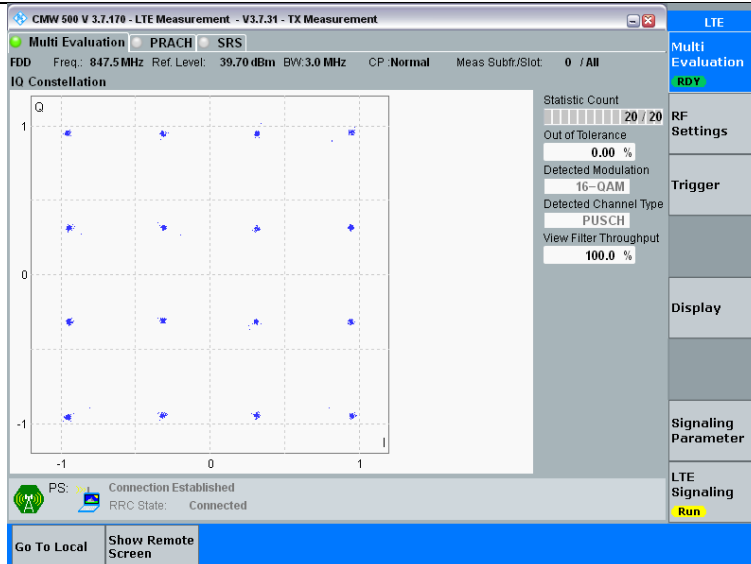 CMW 500 V 3.7.170 - LTE Measurement - V3.7.31 - TX Measurement
LTE
Multi Evaluation PRACH SRS
Multi
Evaluation
RDY
FDD Freq.: 847.5 MHz Ref. Level: 39.70 dBm BW: 3.0 MHz CP :Normal Meas Subfr./Slot: 0 / All
IQ Constellation
Q
1
0
-1
-1 0 1
I
Statistic Count
20 / 20
Out of Tolerance
0.00 %
Detected Modulation
16-QAM
Detected Channel Type
PUSCH
View Filter Throughput
100.0 %
RF
Settings
Trigger
Display
Signaling
Parameter
LTE
Signaling
Run
PS: Connection Established
RRC State: Connected
Go To Local
Show Remote
Screen